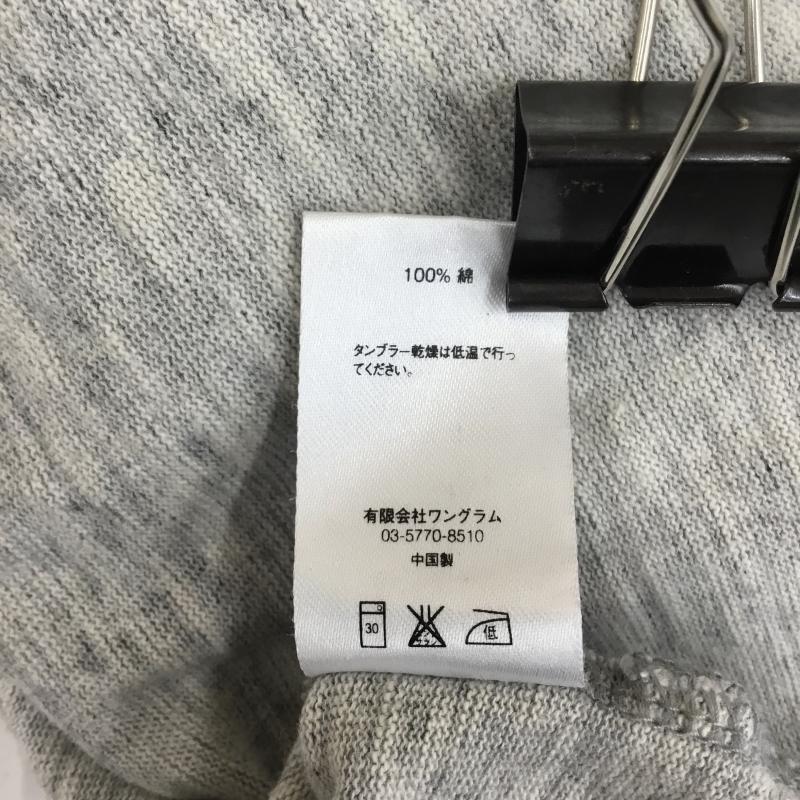 100% 綿
タンブラー乾燥は低温で行っ
てください。
有限会社ワングラム
03-5770-8510
中国製
30
低